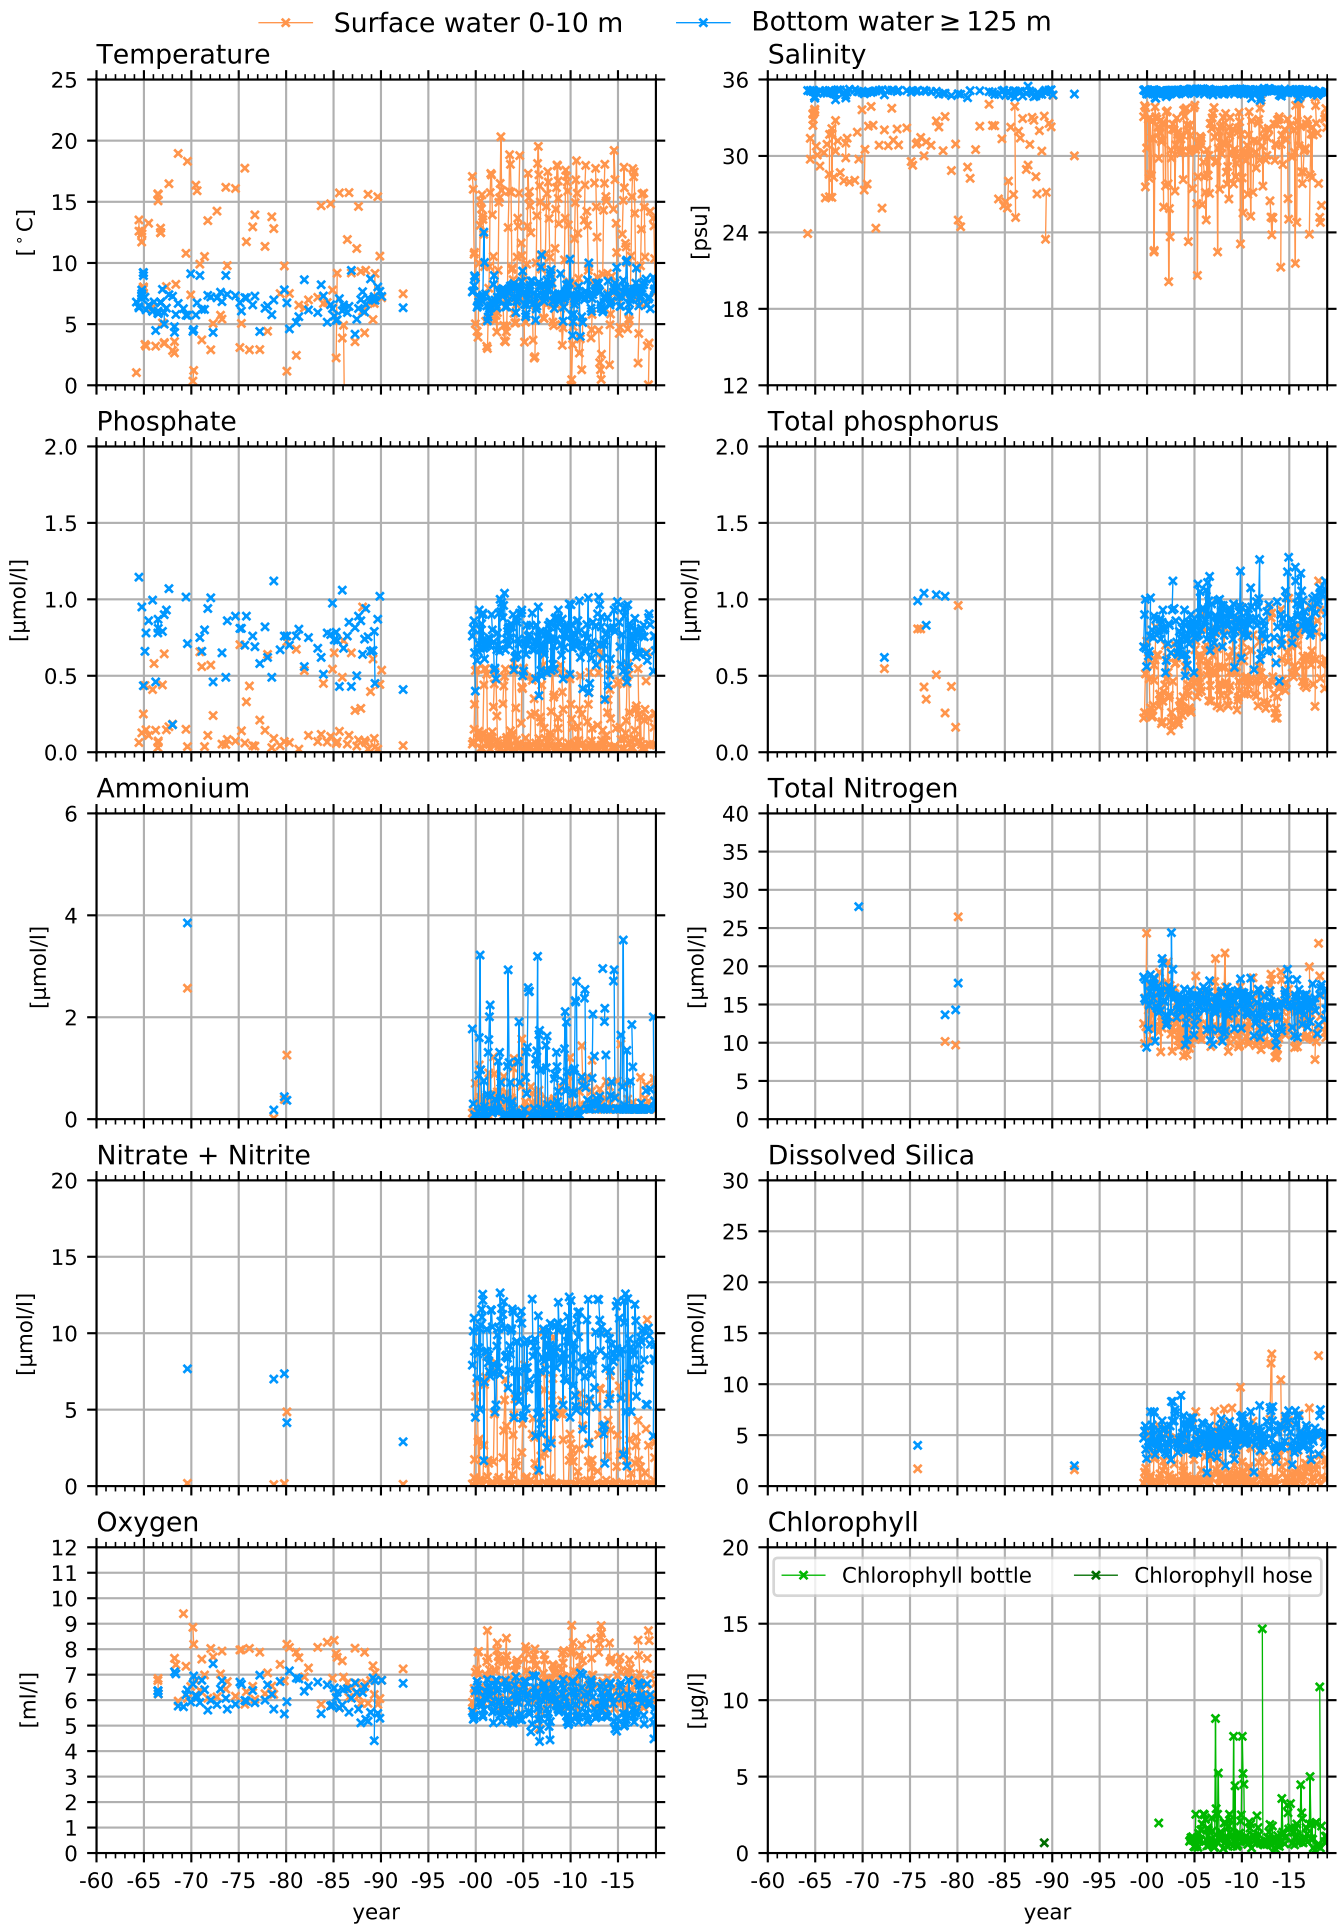 Surface water 0-10 m
Bottom water ≥ 125 m
Temperature
25
20
15
10
5
0
[°C]
Salinity
36
30
24
18
12
[psu]
Phosphate
2.0
1.5
1.0
0.5
0.0
[µmol/l]
Total phosphorus
2.0
1.5
1.0
0.5
0.0
[µmol/l]
Ammonium
6
4
2
0
[µmol/l]
Total Nitrogen
40
35
30
25
20
15
10
5
0
[µmol/l]
Nitrate + Nitrite
20
15
10
5
0
[µmol/l]
Dissolved Silica
30
25
20
15
10
5
0
[µmol/l]
Oxygen
12
11
10
9
8
7
6
5
4
3
2
1
0
[ml/l]
-60 -65 -70 -75 -80 -85 -90 -95 -00 -05 -10 -15
year
Chlorophyll
Chlorophyll bottle
Chlorophyll hose
20
15
10
5
0
[µg/l]
-60 -65 -70 -75 -80 -85 -90 -95 -00 -05 -10 -15
year